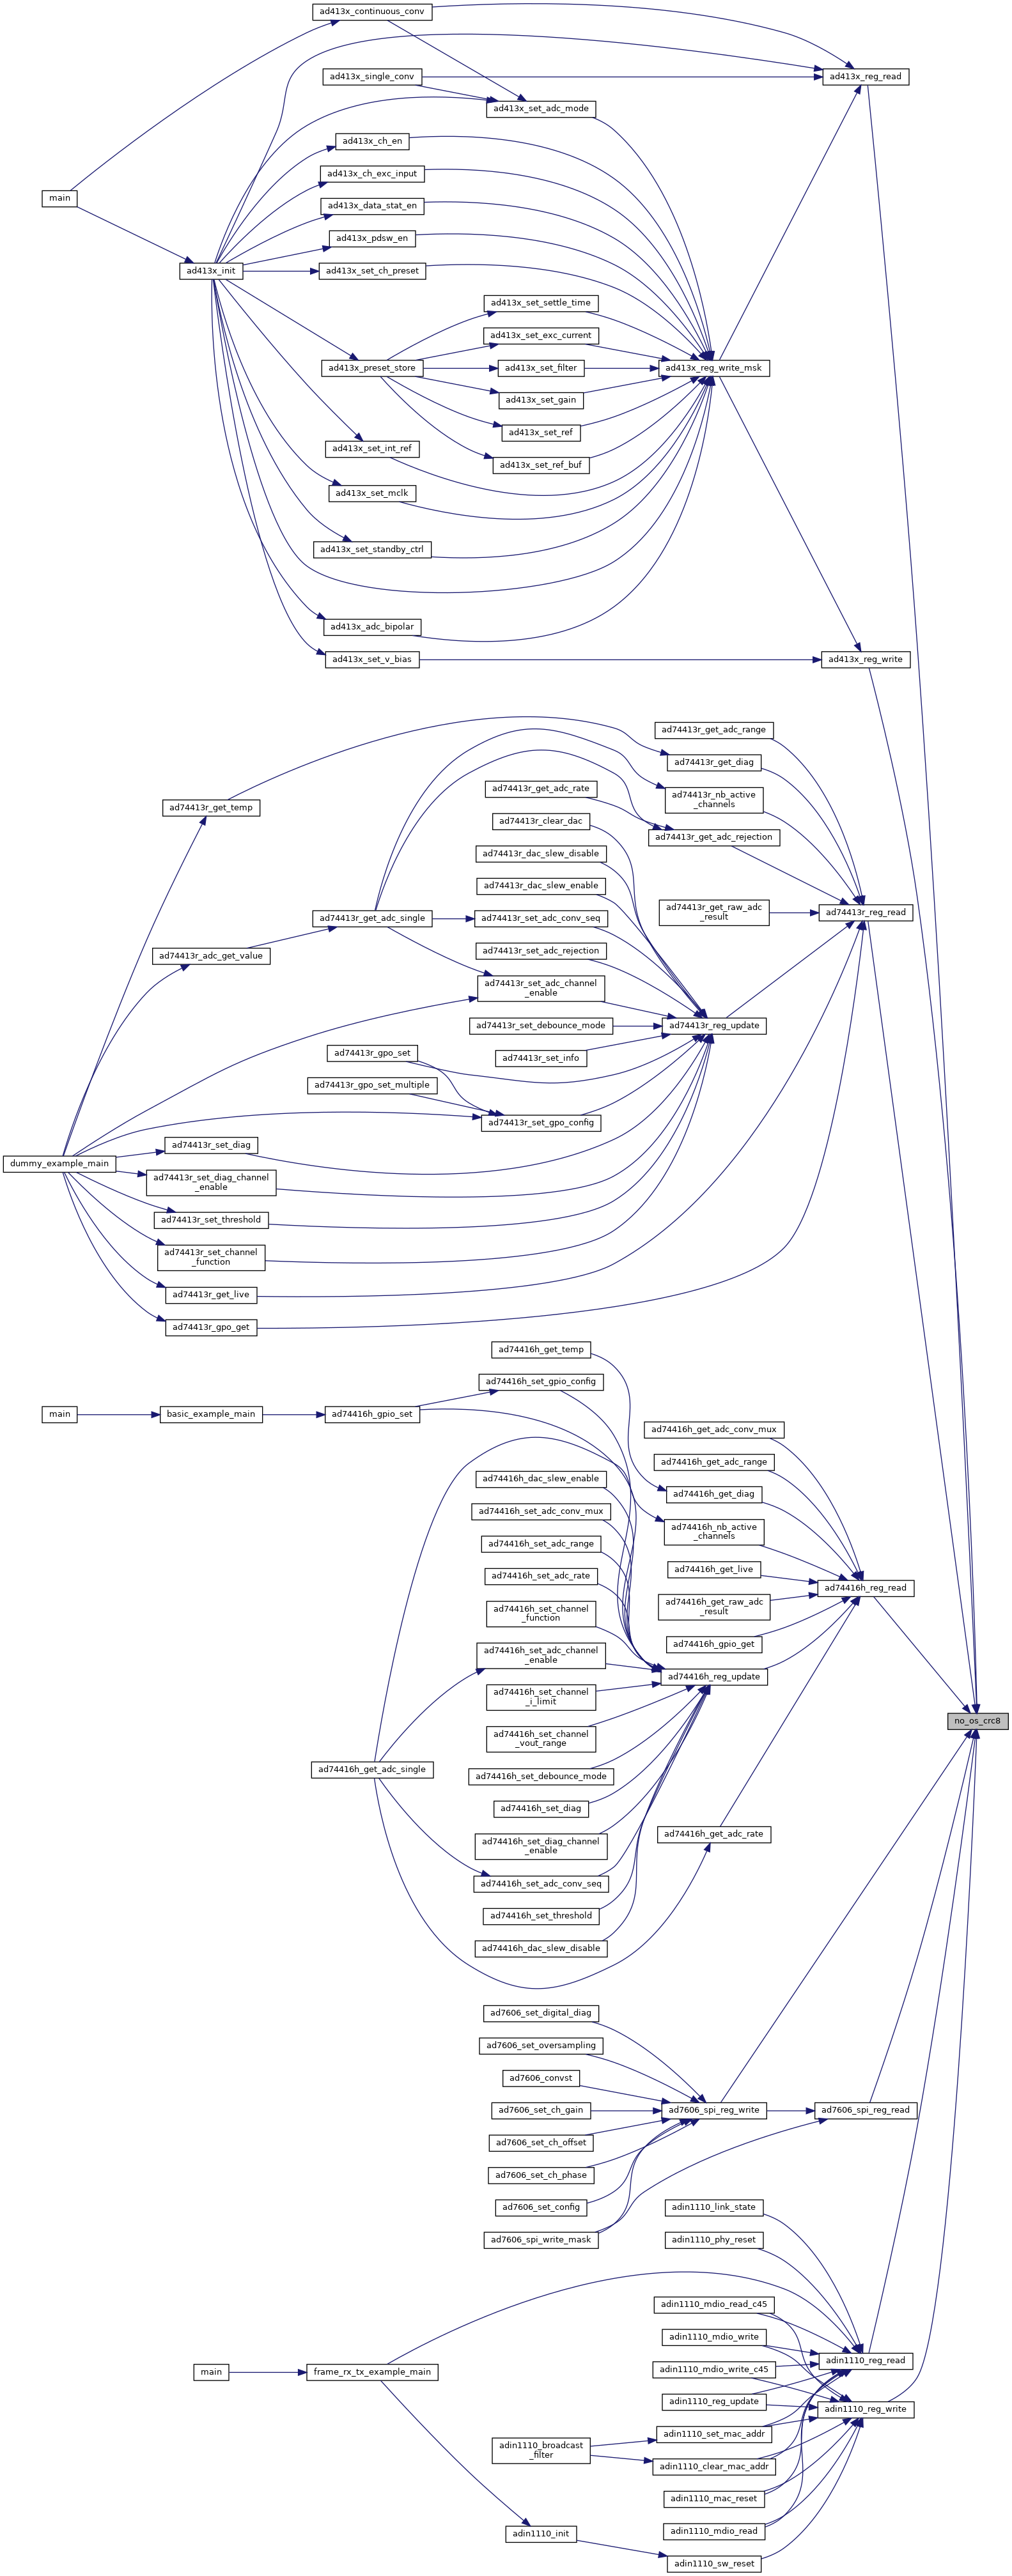 ad413x_continuous_conv
ad413x_single_conv
ad413x_reg_read
ad413x_set_adc_mode
ad413x_ch_en
ad413x_ch_exc_input
main
ad413x_data_stat_en
ad413x_pdsw_en
ad413x_init
ad413x_set_ch_preset
ad413x_set_settle_time
ad413x_set_exc_current
ad413x_preset_store
ad413x_set_filter
ad413x_reg_write_msk
ad413x_set_gain
ad413x_set_ref
ad413x_set_int_ref
ad413x_set_ref_buf
ad413x_set_mclk
ad413x_set_standby_ctrl
ad413x_adc_bipolar
ad413x_set_v_bias
ad413x_reg_write
ad74413r_get_adc_range
ad74413r_get_diag
ad74413r_get_adc_rate
ad74413r_nb_active
_channels
ad74413r_get_temp
ad74413r_clear_dac
ad74413r_get_adc_rejection
ad74413r_dac_slew_disable
ad74413r_dac_slew_enable
ad74413r_get_raw_adc
_result
ad74413r_reg_read
ad74413r_get_adc_single
ad74413r_set_adc_conv_seq
ad74413r_adc_get_value
ad74413r_set_adc_rejection
ad74413r_set_adc_channel
_enable
ad74413r_set_debounce_mode
ad74413r_reg_update
ad74413r_gpo_set
ad74413r_set_info
ad74413r_gpo_set_multiple
ad74413r_set_gpo_config
ad74413r_set_diag
dummy_example_main
ad74413r_set_diag_channel
_enable
ad74413r_set_threshold
ad74413r_set_channel
_function
ad74413r_get_live
ad74413r_gpo_get
ad74416h_get_temp
ad74416h_set_gpio_config
main
basic_example_main
ad74416h_gpio_set
ad74416h_get_adc_conv_mux
ad74416h_get_adc_range
ad74416h_dac_slew_enable
ad74416h_get_diag
ad74416h_set_adc_conv_mux
ad74416h_nb_active
_channels
ad74416h_set_adc_range
ad74416h_get_live
ad74416h_set_adc_rate
ad74416h_reg_read
ad74416h_get_raw_adc
_result
ad74416h_set_channel
_function
ad74416h_gpio_get
ad74416h_set_adc_channel
_enable
ad74416h_reg_update
ad74416h_set_channel
_i_limit
no_os_crc8
ad74416h_set_channel
_vout_range
ad74416h_get_adc_single
ad74416h_set_debounce_mode
ad74416h_set_diag
ad74416h_get_adc_rate
ad74416h_set_diag_channel
_enable
ad74416h_set_adc_conv_seq
ad74416h_set_threshold
ad74416h_dac_slew_disable
ad7606_set_digital_diag
ad7606_set_oversampling
ad7606_convst
ad7606_set_ch_gain
ad7606_spi_reg_write
ad7606_spi_reg_read
ad7606_set_ch_offset
ad7606_set_ch_phase
ad7606_set_config
ad7606_spi_write_mask
adin1110_link_state
adin1110_phy_reset
adin1110_mdio_read_c45
adin1110_mdio_write
adin1110_reg_read
main
frame_rx_tx_example_main
adin1110_mdio_write_c45
adin1110_reg_update
adin1110_reg_write
adin1110_set_mac_addr
adin1110_broadcast
_filter
adin1110_clear_mac_addr
adin1110_mac_reset
adin1110_mdio_read
adin1110_init
adin1110_sw_reset